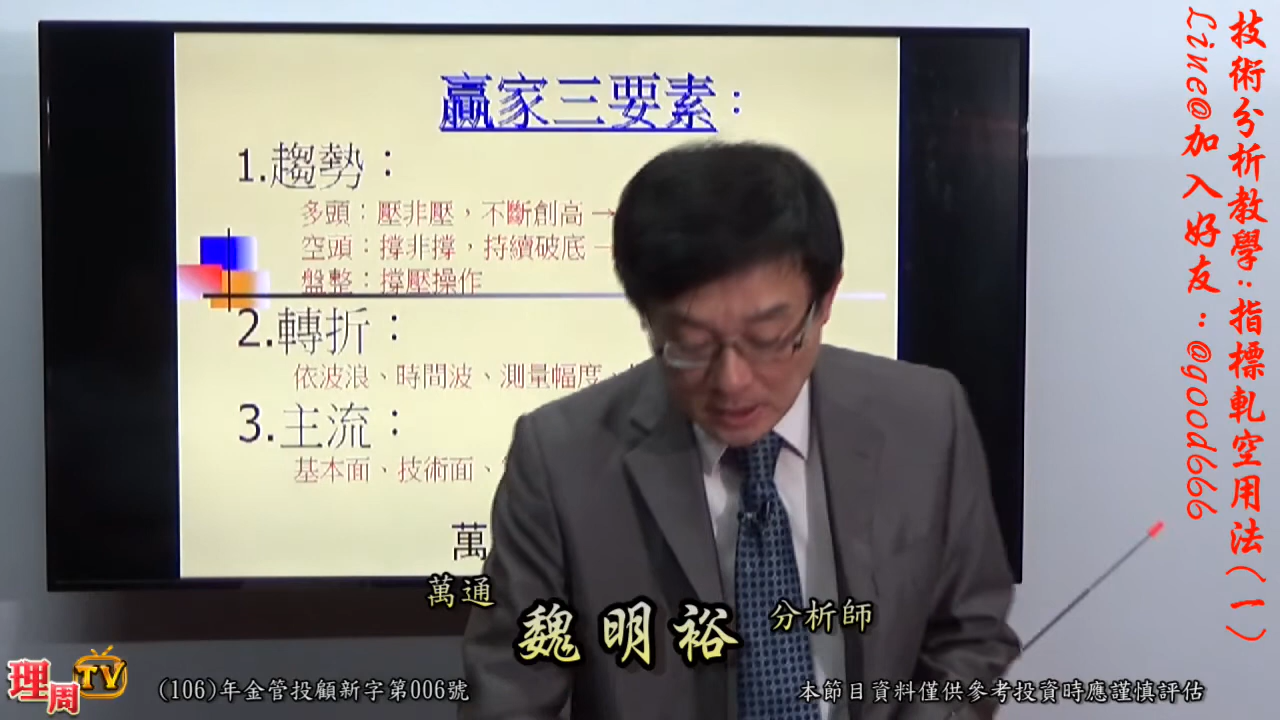 贏家三要素：
1.趨勢：
多頭：壓非壓，不斷創高→
空頭：撐非撐，持續破底
盤整：撐壓操作
2.轉折：
依波浪、時間波、測量幅度、
3.主流：
基本面、技術面、
萬
技術分析教學:指標軋空用法(一)
Line@加入好友:@good666
萬通
魏明裕
分析師
理周TV
(106)年金管投顧新字第006號
本節目資料僅供參考投資時應謹慎評估